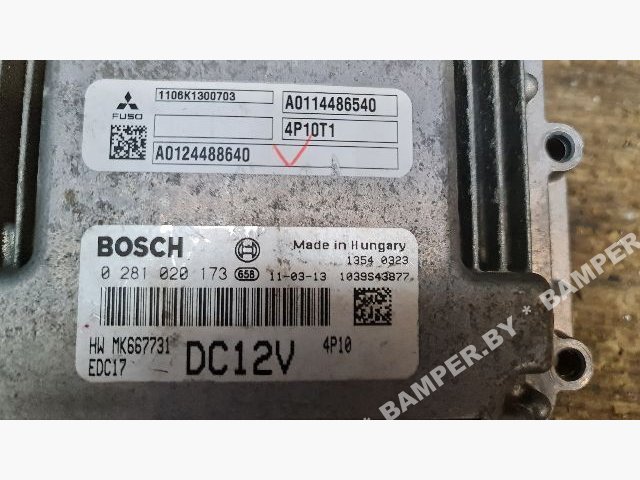 1106K1300703
A0114486540
FUSO
4P10T1
A0124488640
BOSCH
Made in Hungary
1354 0323
0 281 020 173 658 11-03-13 1039S43877
HW MK667731
DC12V
4P10
EDC17
* BAMPER.BY * BAMPER.